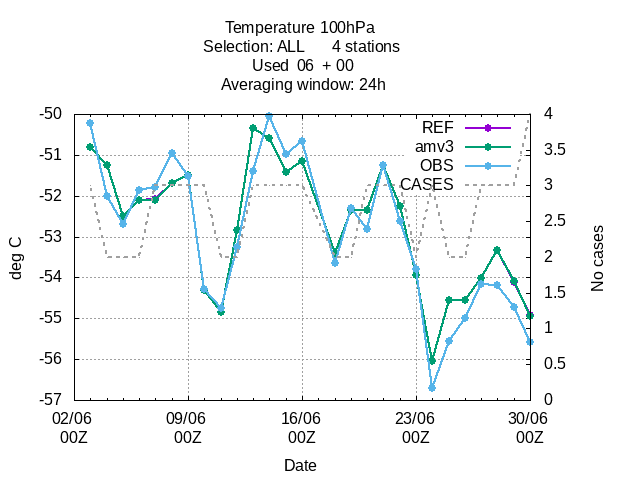 Temperature 100hPa
Selection: ALL 4 stations
Used 06 + 00
Averaging window: 24h
-50
-51
-52
-53
-54
-55
-56
-57
deg C
REF
amv3
OBS
CASES
4
3.5
3
2.5
2
1.5
1
0.5
0
No cases
02/06 09/06 16/06 23/06 30/06
00Z 00Z 00Z 00Z 00Z
Date